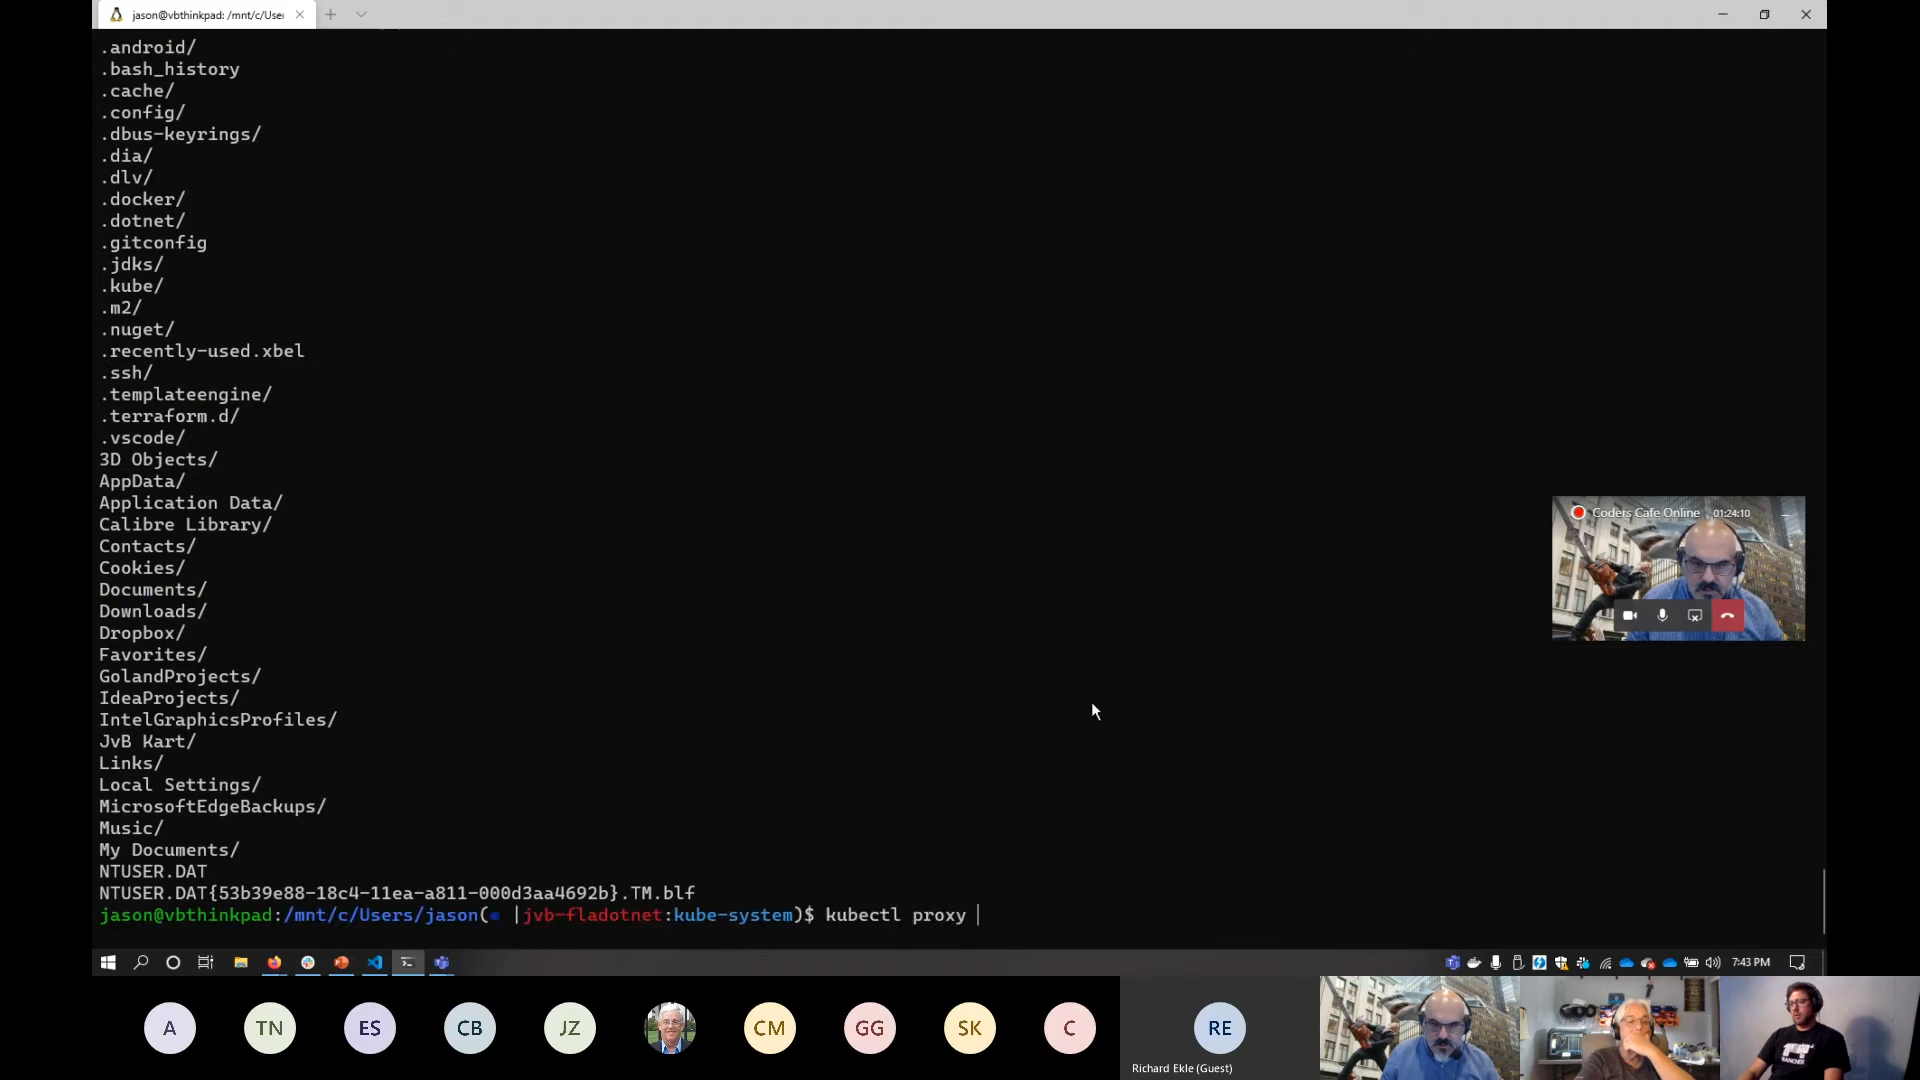 jason@vbthinkpad: /mnt/c/User
.android/
.bash_history
.cache/
.config/
.dbus-keyrings/
.dia/
.dlv/
.docker/
.dotnet/
.gitconfig
.jdks/
.kube/
.m2/
.nuget/
.recently-used.xbel
.ssh/
.templateengine/
.terraform.d/
.vscode/
3D Objects/
AppData/
Application Data/
Calibre Library/
Contacts/
Cookies/
Documents/
Downloads/
Dropbox/
Favorites/
GolandProjects/
IdeaProjects/
IntelGraphicsProfiles/
JvB Kart/
Links/
Local Settings/
MicrosoftEdgeBackups/
Music/
My Documents/
NTUSER.DAT
NTUSER.DAT{53b39e88-18c4-11ea-a811-000d3aa4692b}.TM.blf
jason@vbthinkpad:/mnt/c/Users/jason( |jvb-fladotnet:kube-system)$ kubectl proxy
Coders Cafe Online 01:24:10
7:43 PM
A TN ES CB JZ CM GG SK C RE
Richard Ekle (Guest)
RANCHER